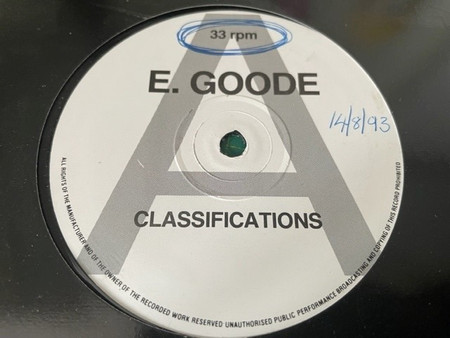 33 rpm
A
E. GOODE
14/8/93
CLASSIFICATIONS
ALL RIGHTS OF THE MANUFACTURER AND OF THE OWNER OF THE RECORDED WORK RESERVED UNAUTHORISED PUBLIC PERFORMANCE BROADCASTING AND COPYING OF THIS RECORD PROHIBITED